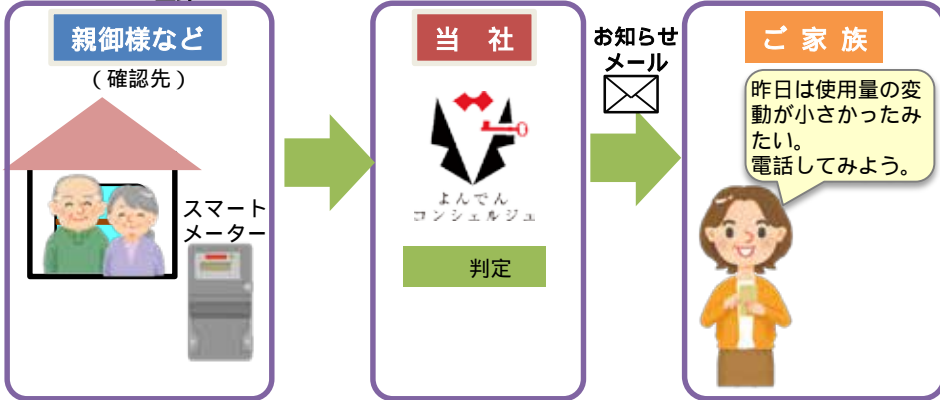 親御様など
(確認先)
スマート
メーター
当 社
よんでん
コンシェルジュ
判定
お知らせ
メール
ご 家 族
昨日は使用量の変
動が小さかったみ
たい。
電話してみよう。